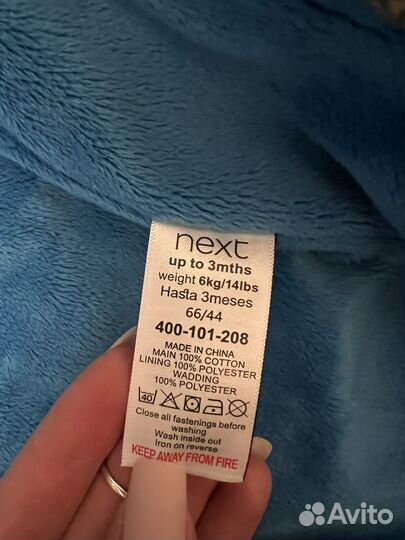 next
up to 3mths
weight 6kg/14lbs
Hasta 3meses
66/44
400-101-208
MADE IN CHINA
MAIN 100% COTTON
LINING 100% POLYESTER
WADDING
100% POLYESTER
40
Close all fastenings before
washing
Wash inside out
Iron on reverse
KEEP AWAY FROM FIRE
Avito